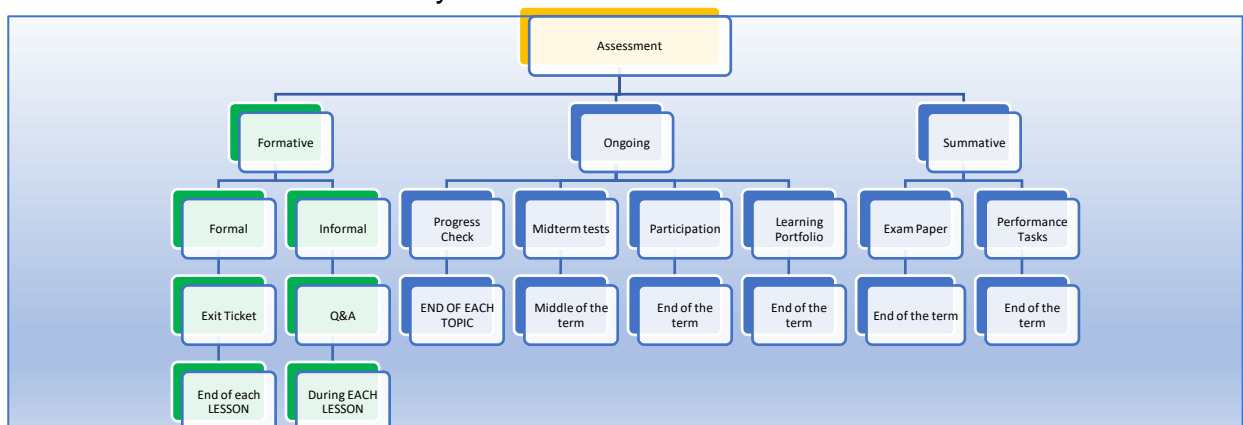 Assessment
Formative
Ongoing
Summative
Formal
Informal
Progress
Check
Midterm tests
Participation
Learning
Portfolio
Exam Paper
Performance
Tasks
Exit Ticket
Q&A
END OF EACH
TOPIC
Middle of the
term
End of the
term
End of the
term
End of the term
End of the
term
End of each
LESSON
During EACH
LESSON